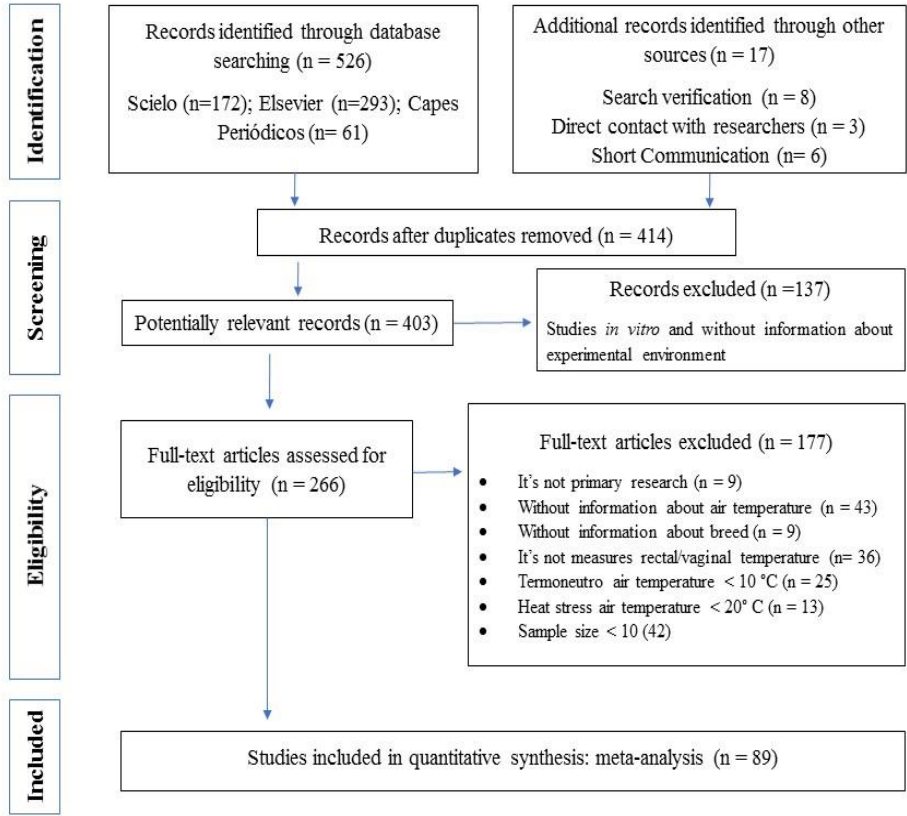 Identification
Records identified through database
searching (n = 526)
Scielo (n=172); Elsevier (n=293); Capes
Periódicos (n= 61)
Additional records identified through other
sources (n = 17)
Search verification (n = 8)
Direct contact with researchers (n = 3)
Short Communication (n= 6)
Screening
Records after duplicates removed (n = 414)
Potentially relevant records (n = 403)
Records excluded (n =137)
Studies in vitro and without information about
experimental environment
Eligibility
Full-text articles assessed for
eligibility (n = 266)
Full-text articles excluded (n = 177)
• It's not primary research (n = 9)
• Without information about air temperature (n = 43)
• Without information about breed (n = 9)
• It's not measures rectal/vaginal temperature (n= 36)
• Termoneutro air temperature < 10 °C (n = 25)
• Heat stress air temperature < 20° C (n = 13)
• Sample size < 10 (42)
Included
Studies included in quantitative synthesis: meta-analysis (n = 89)